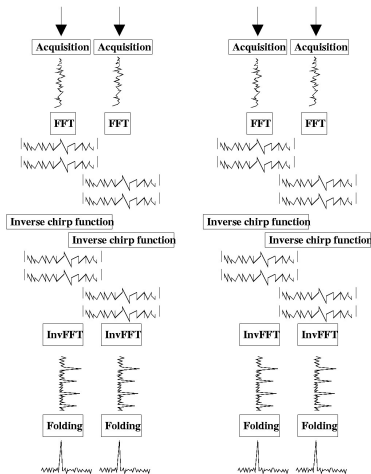 Acquisition Acquisition Acquisition Acquisition
FFT FFT FFT FFT
Inverse chirp function Inverse chirp function
Inverse chirp function Inverse chirp function
InvFFT InvFFT InvFFT InvFFT
Folding Folding Folding Folding